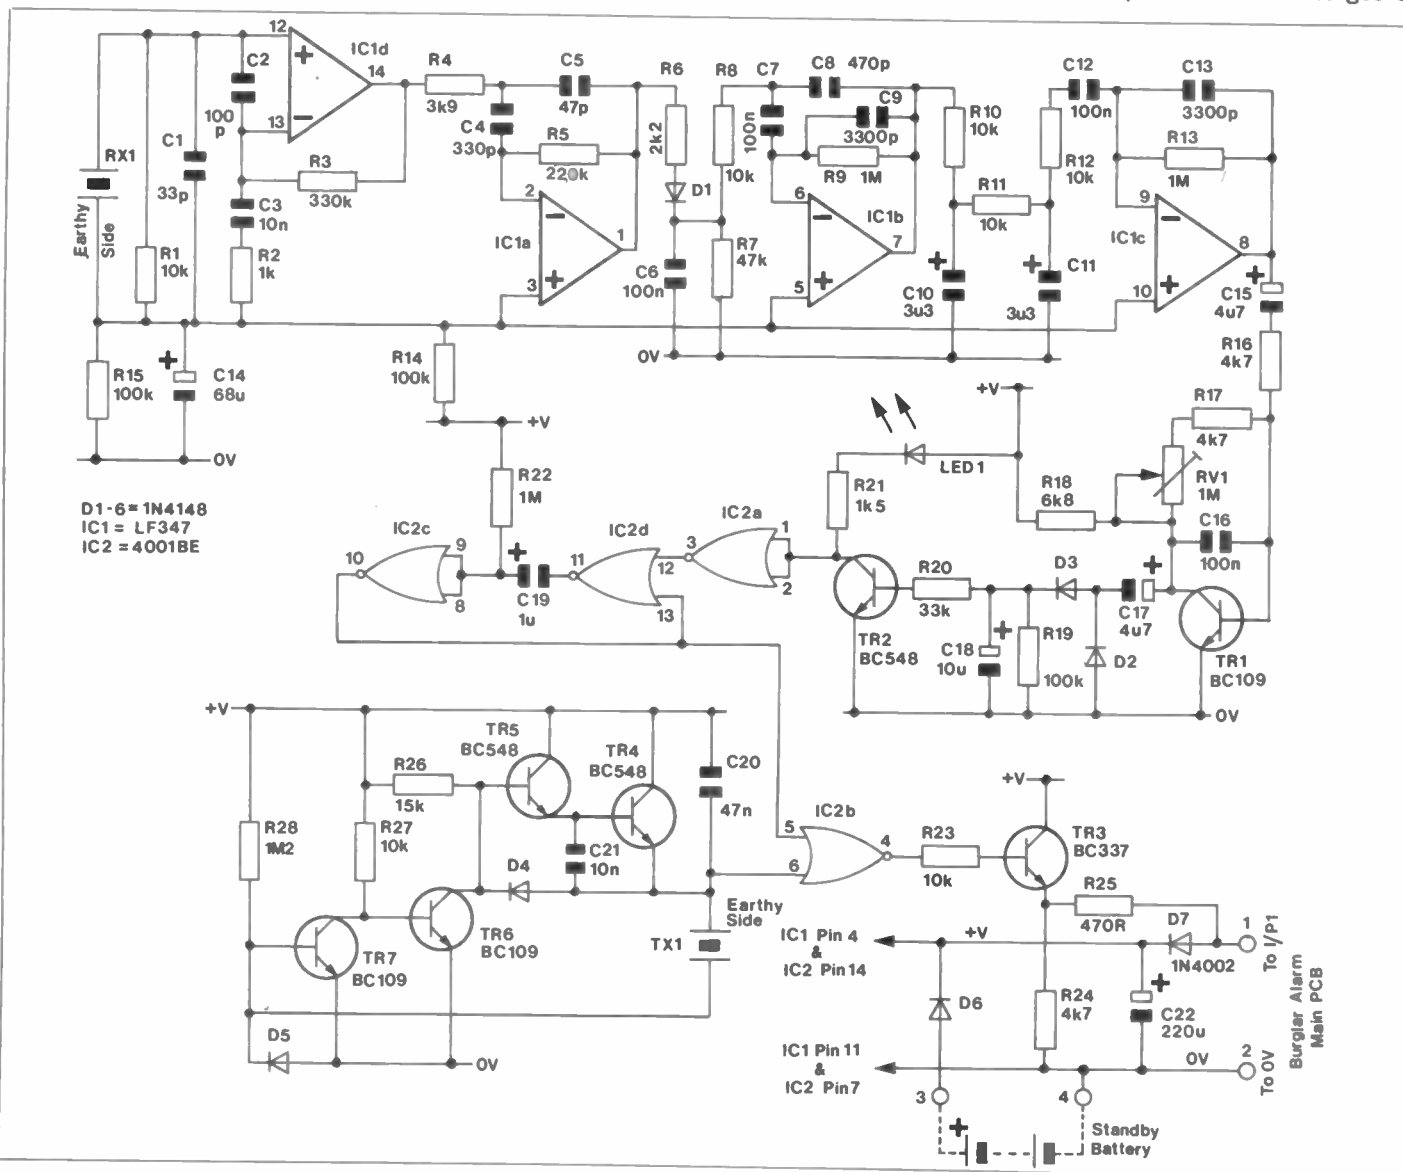 12
IC1d
C2
14
100
p
13
C1
33p
RX1
Earthy
Side
R3
330k
C3
10n
R1
10k
R2
1k
R4
3k9
C5
47p
C4
330p
R5
220k
2
IC1a
1
3
R6
2k2
D1
C6
100n
R8
10k
R7
47k
C7
100n
C8
470p
C9
3300p
R9
1M
6
IC1b
7
5
R10
10k
R11
10k
R12
10k
C10
3u3
C11
3u3
C12
100n
C13
3300p
R13
1M
9
IC1c
8
10
C15
4u7
R16
4k7
0V
R15
100k
C14
68u
0V
R14
100k
+V
R22
1M
D1-6=1N4148
IC1= LF347
IC2=4001BE
+V
LED1
R21
1k5
R18
6k8
R17
4k7
RV1
1M
C16
100n
IC2c
10
9
8
C19
1u
IC2d
11
12
13
IC2a
3
1
2
R20
33k
TR2
BC548
D3
C17
4u7
C18
10u
R19
100k
D2
TR1
BC109
0V
+V
TR5
BC548
TR4
BC548
C20
47n
R26
15k
R28
1M2
R27
10k
C21
10n
D4
TR6
BC109
TR7
BC109
Earthy
Side
TX1
D5
0V
IC2b
5
6
4
R23
10k
+V
TR3
BC337
R25
470R
D7
1N4002
1
To I/P1
IC1 Pin 4
&
IC2 Pin14
+V
D6
R24
4k7
C22
220u
Burglar Alarm
Main PCB
IC1 Pin 11
&
IC2 Pin7
0V
2
To 0V
3
4
Standby
Battery